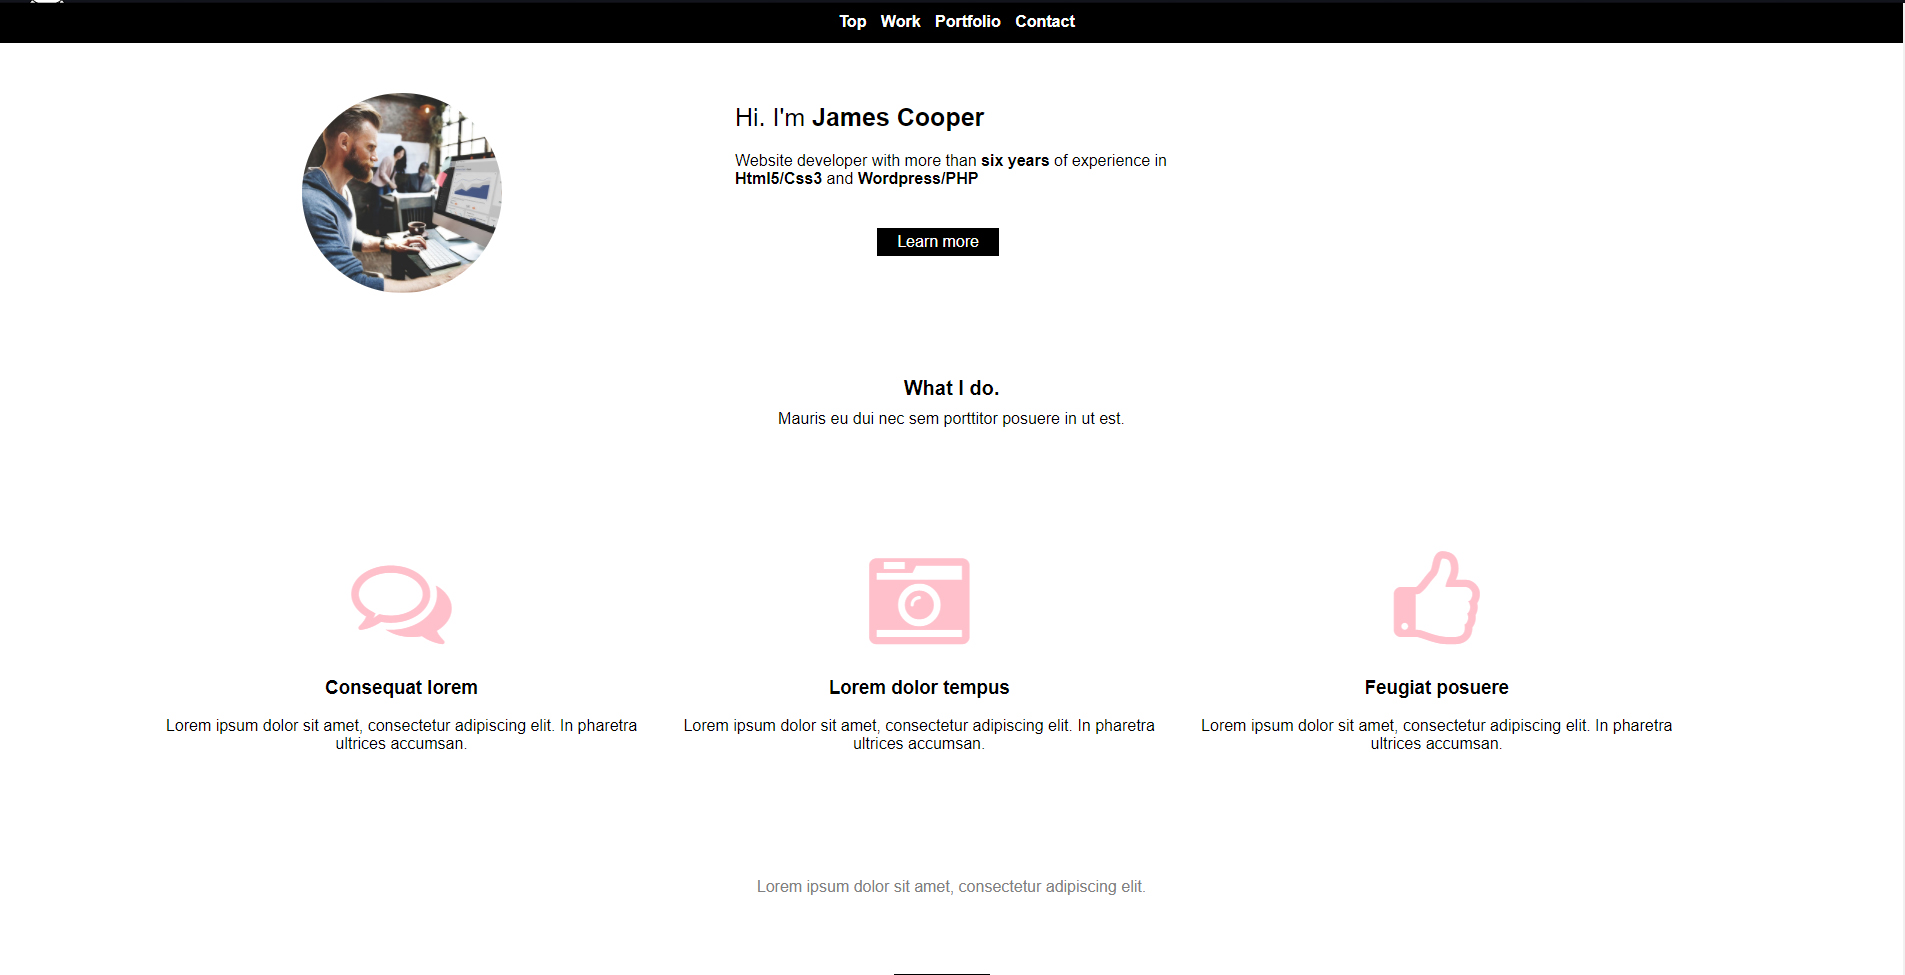 Top Work Portfolio Contact
Hi. I'm James Cooper
Website developer with more than six years of experience in
Html5/Css3 and Wordpress/PHP
Learn more
What I do.
Mauris eu dui nec sem porttitor posuere in ut est.
Consequat lorem
Lorem ipsum dolor sit amet, consectetur adipiscing elit. In pharetra
ultrices accumsan.
Lorem dolor tempus
Lorem ipsum dolor sit amet, consectetur adipiscing elit. In pharetra
ultrices accumsan.
Feugiat posuere
Lorem ipsum dolor sit amet, consectetur adipiscing elit. In pharetra
ultrices accumsan.
Lorem ipsum dolor sit amet, consectetur adipiscing elit.